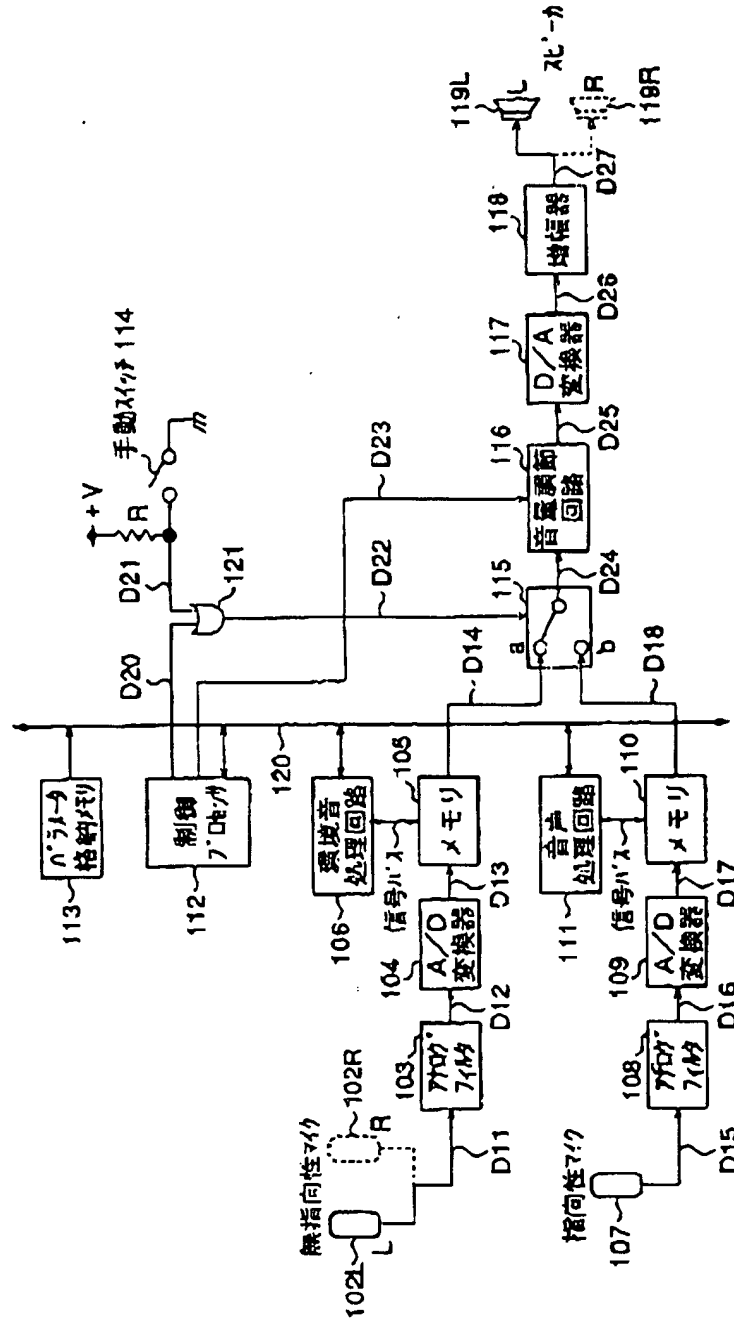 無指向性マイク
102L
L
102R
R
D11
103
アナログ
フィルタ
D12
104
A/D
変換器
D13
信号バス
106
環境音
処理回路
105
メモリ
D14
指向性マイク
107
D15
108
アナログ
フィルタ
D16
109
A/D
変換器
D17
信号バス
111
音声
処理回路
110
メモリ
D18
113
パラメータ
格納メモリ
112
制御
プロセッサ
120
D20
D21
121
+V
R
手動スイッチ 114
D22
D23
115
a
b
D24
116
音量調節
回路
D25
117
D/A
変換器
D26
118
増幅器
D27
119L
L
スピーカ
R
119R